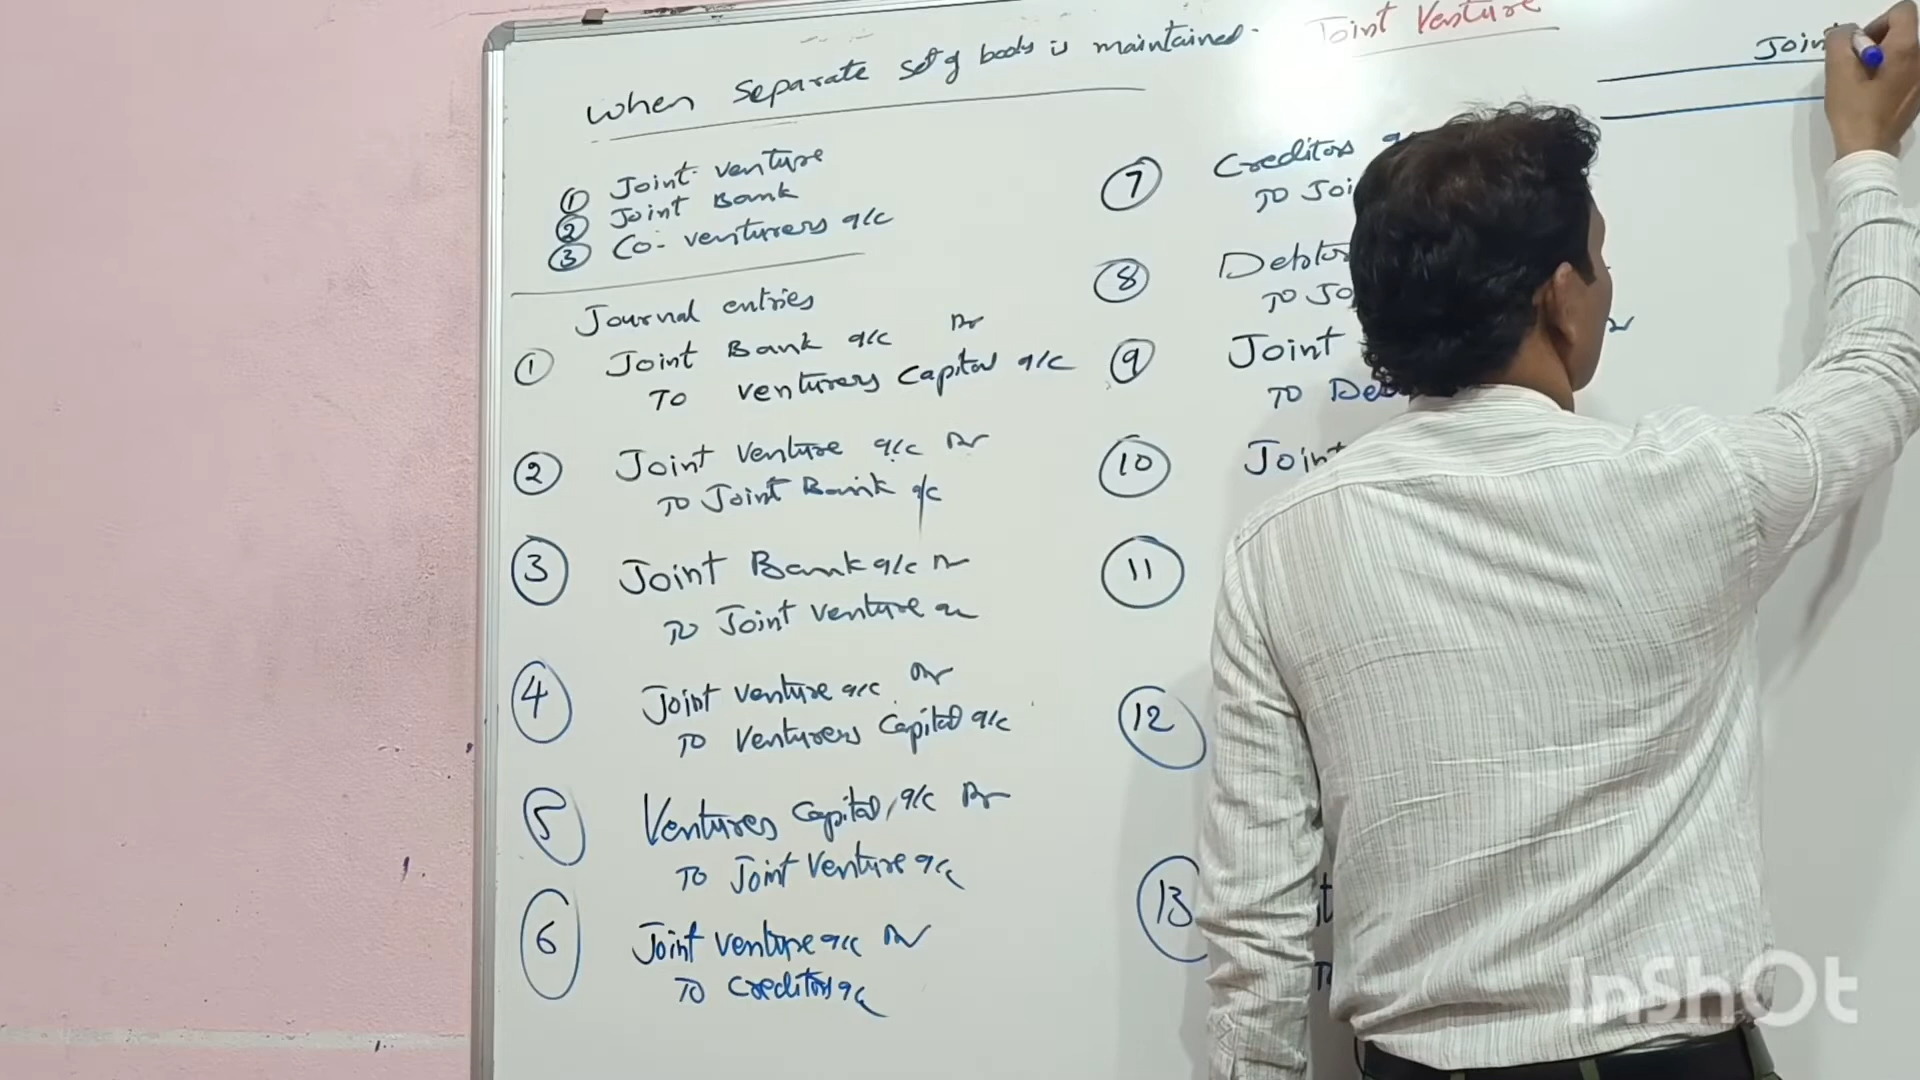 When separate set of books is maintained.
Joint Venture
Join
① Joint venture
② Joint Bank
③ Co-venturers a/c
Journal entries
① Joint Bank a/c Dr
To venturers Capital a/c
② Joint Venture a/c Dr
To Joint Bank a/c
③ Joint Bank a/c Dr
To Joint venture a/c
④ Joint venture a/c Dr
To Venturers Capital a/c
⑤ Ventures Capital a/c Dr
To Joint Venture a/c
⑥ Joint venture a/c Dr
To Creditors a/c
⑦ Creditors
To Joi
⑧ Debtor
To Jo
⑨ Joint
To Deb
⑩ Joint
⑪
⑫
⑬
InShOt